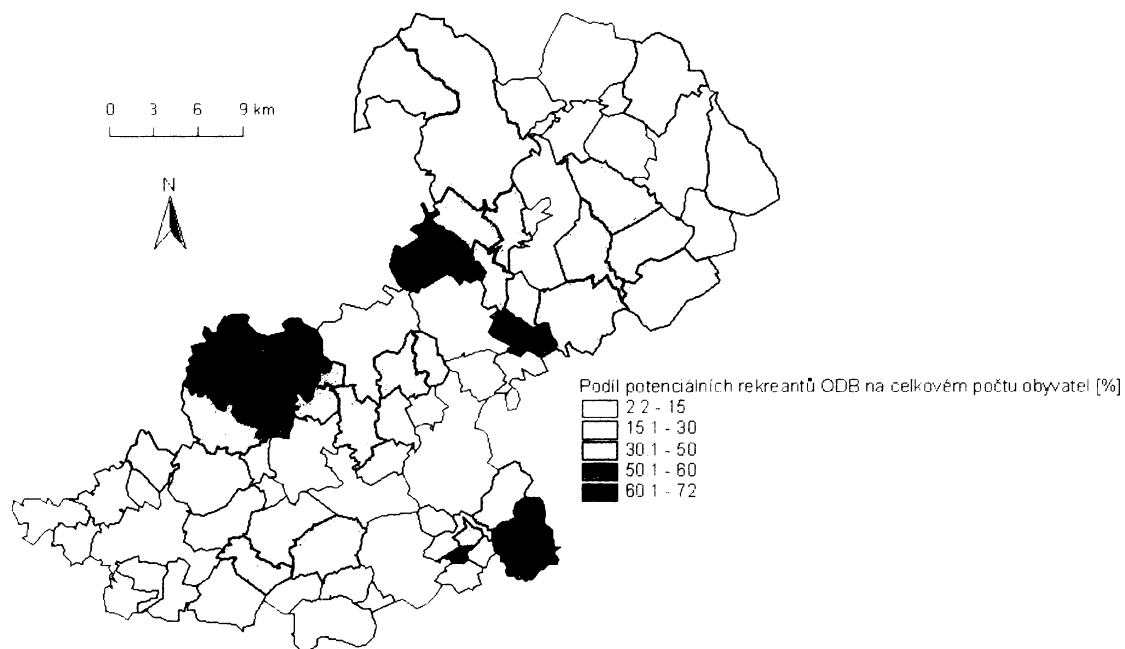 0 3 6 9 km
N
Podíl potenciálních rekreantů ODB na celkovém počtu obyvatel [%]
2.2 - 15
15.1 - 30
30.1 - 50
50.1 - 60
60.1 - 72